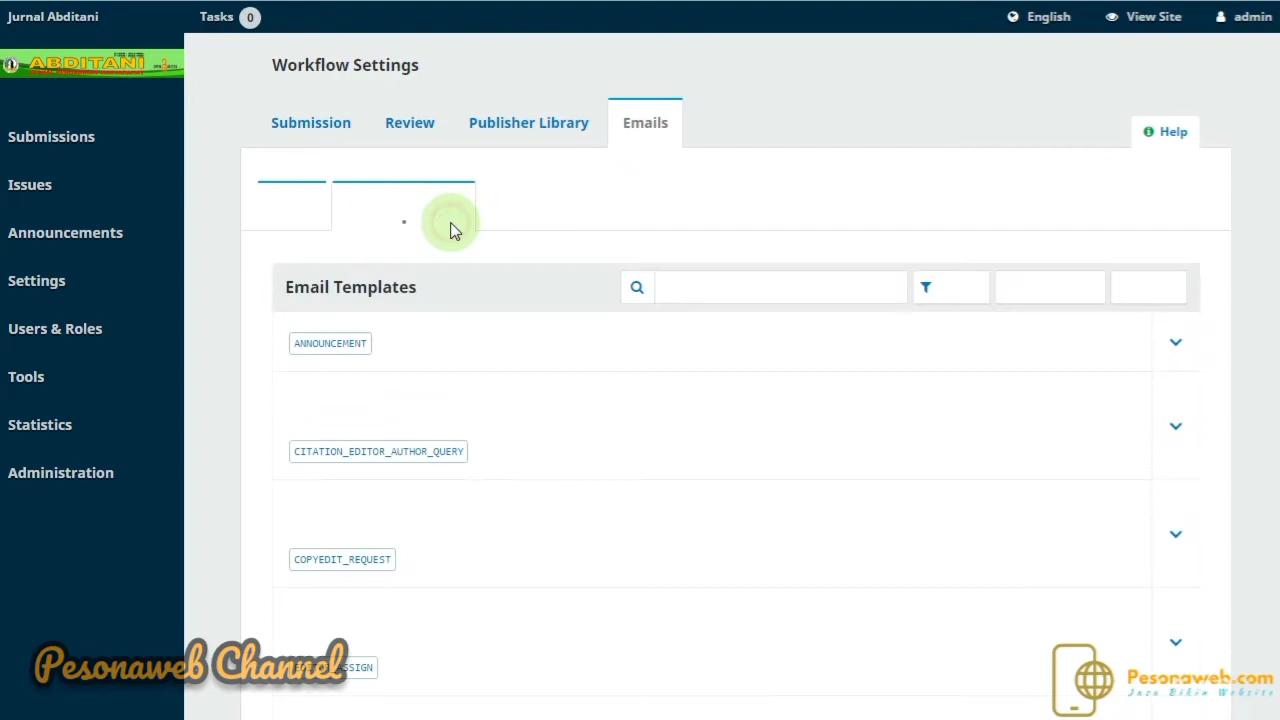 Jurnal Abditani
Tasks 0
English
View Site
admin
ABDITANI
Workflow Settings
Submission
Review
Publisher Library
Emails
Help
Submissions
Issues
Announcements
Settings
Users & Roles
Tools
Statistics
Administration
Email Templates
ANNOUNCEMENT
CITATION_EDITOR_AUTHOR_QUERY
COPYEDIT_REQUEST
ASSIGN
Pesonaweb Channel
Pesonaweb.com
Jasa Bikin Website